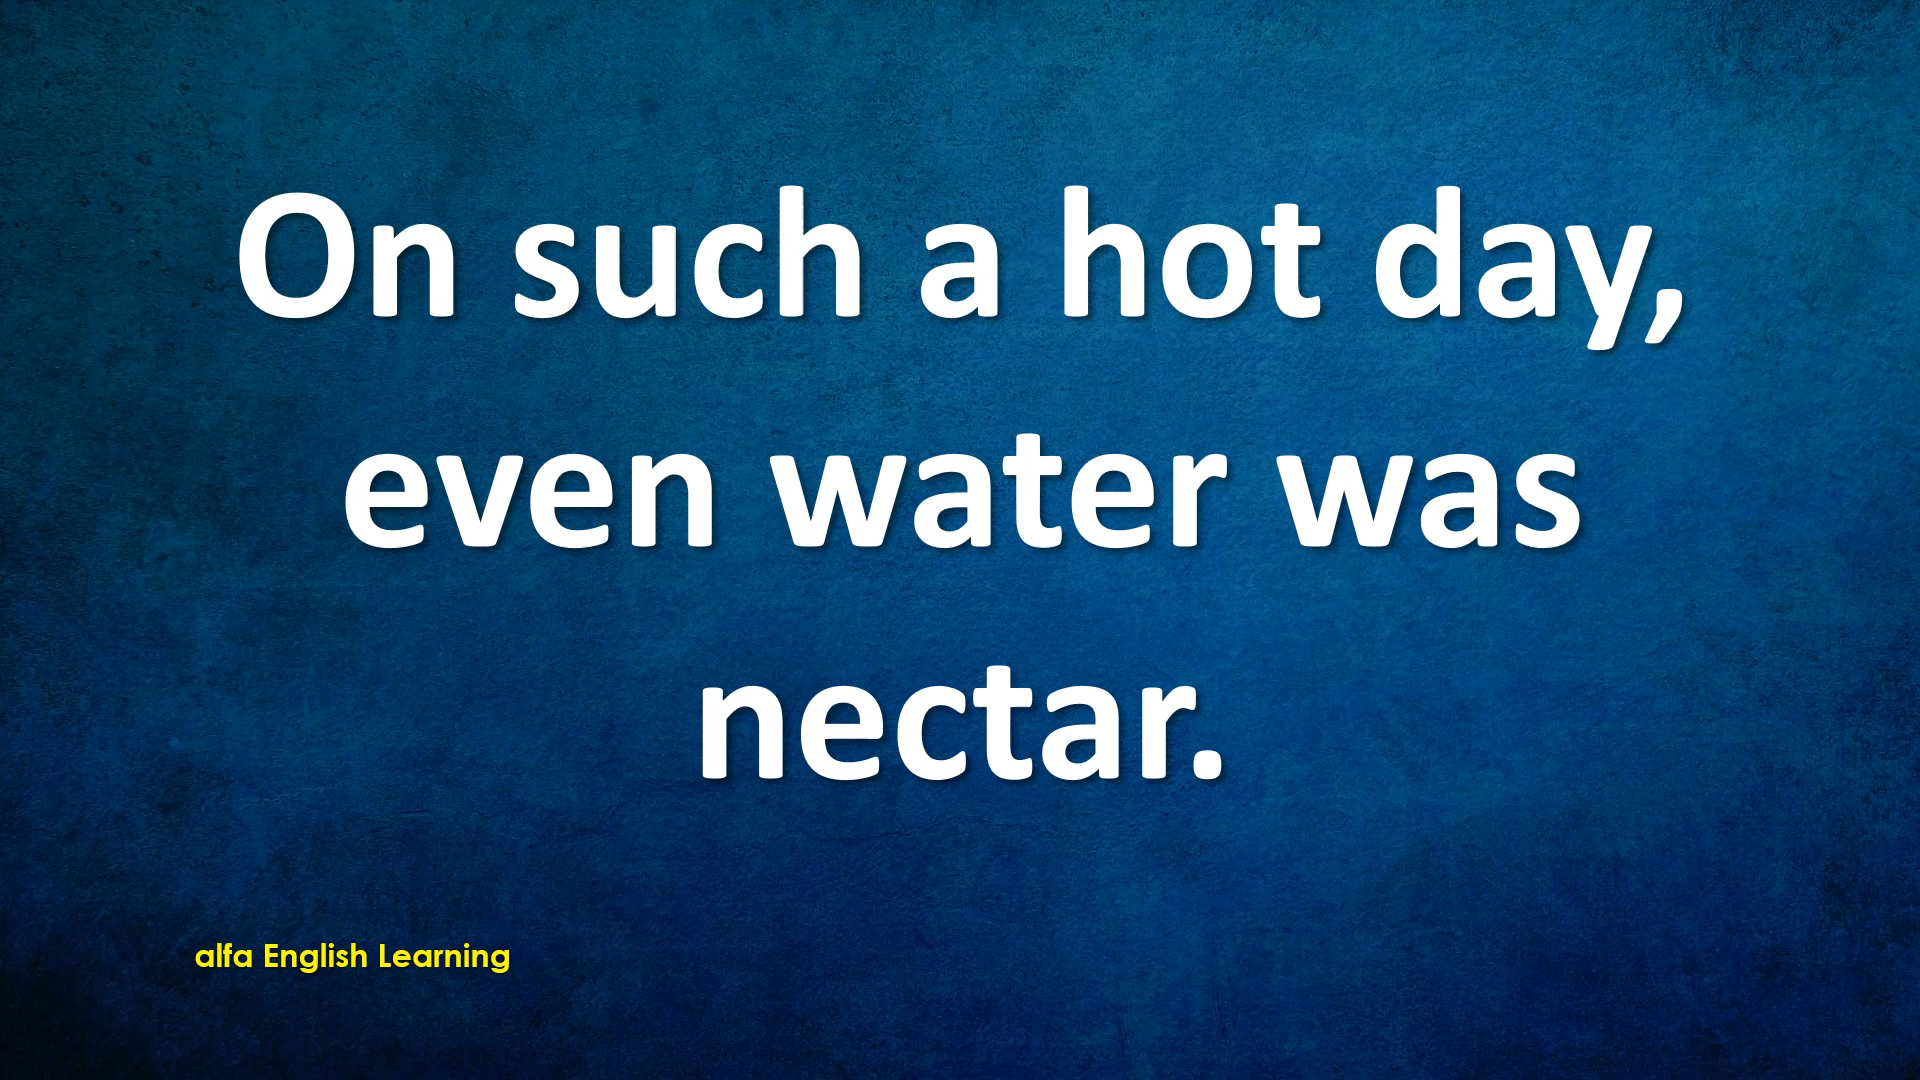 On such a hot day,
even water was
nectar.
alfa English Learning